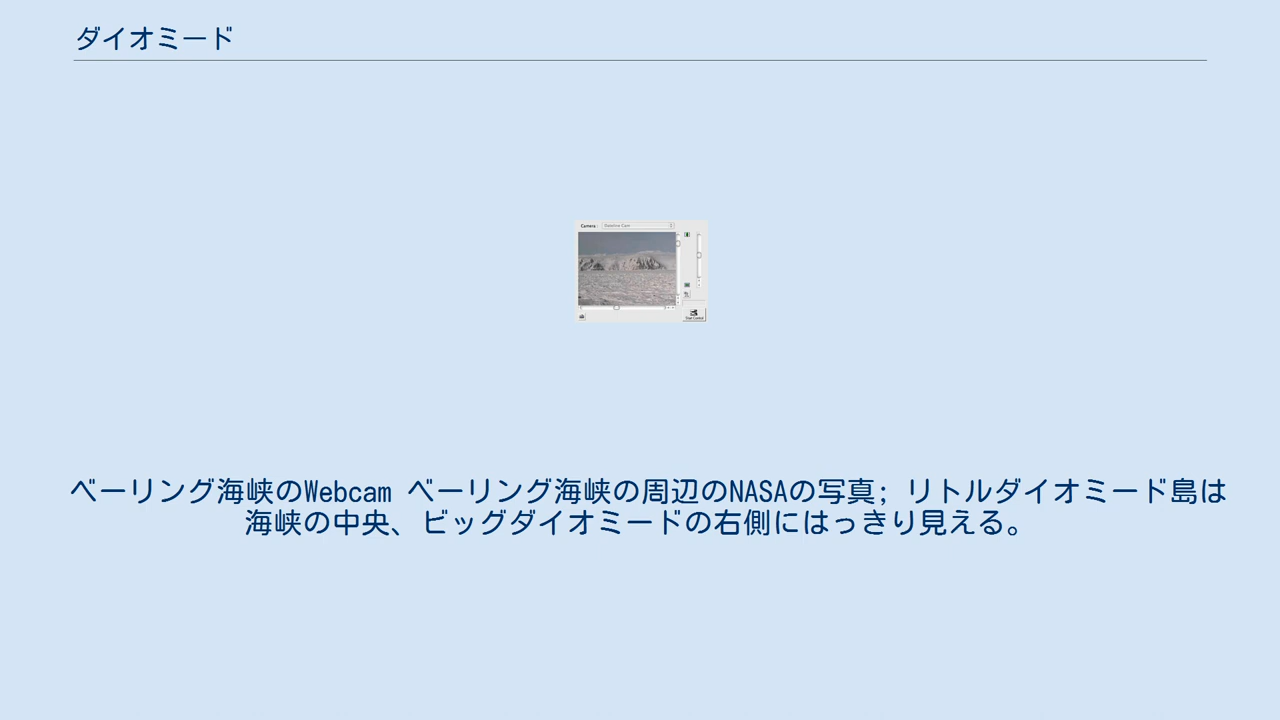 ダイオミード
Camera: Dateline Cam
ベーリング海峡のWebcam ベーリング海峡の周辺のNASAの写真; リトルダイオミード島は
海峡の中央、ビッグダイオミードの右側にはっきり見える。